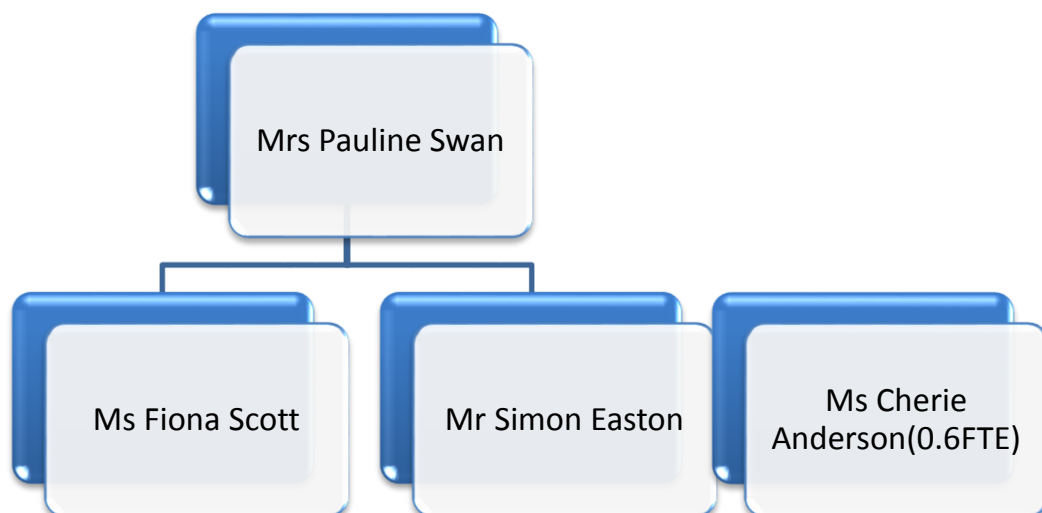 Mrs Pauline Swan
Ms Fiona Scott
Mr Simon Easton
Ms Cherie
Anderson(0.6FTE)